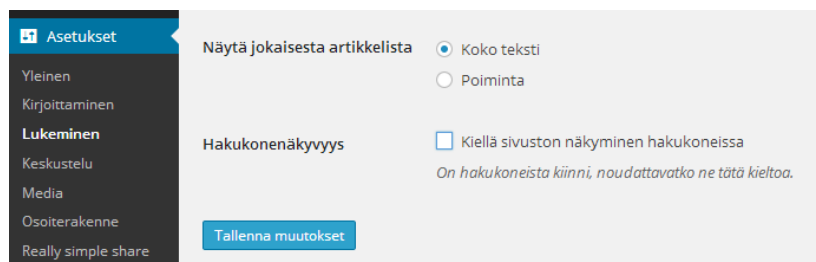 Asetukset
Yleinen
Kirjoittaminen
Lukeminen
Keskustelu
Media
Osoiterakenne
Really simple share
Näytä jokaisesta artikkelista
Koko teksti
Poiminta
Hakukonenäkyvyys
Kiellä sivuston näkyminen hakukoneissa
On hakukoneista kiinni, noudattavatko ne tätä kieltoa.
Tallenna muutokset